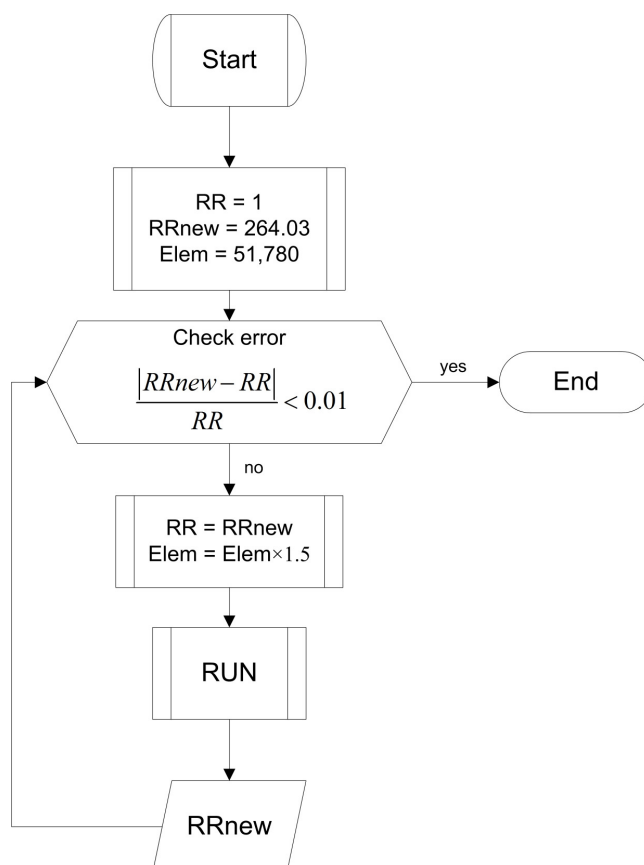 Start
RR = 1
RRnew = 264.03
Elem = 51,780
Check error
|RRnew − RR|
RR
< 0.01
yes
End
no
RR = RRnew
Elem = Elem×1.5
RUN
RRnew